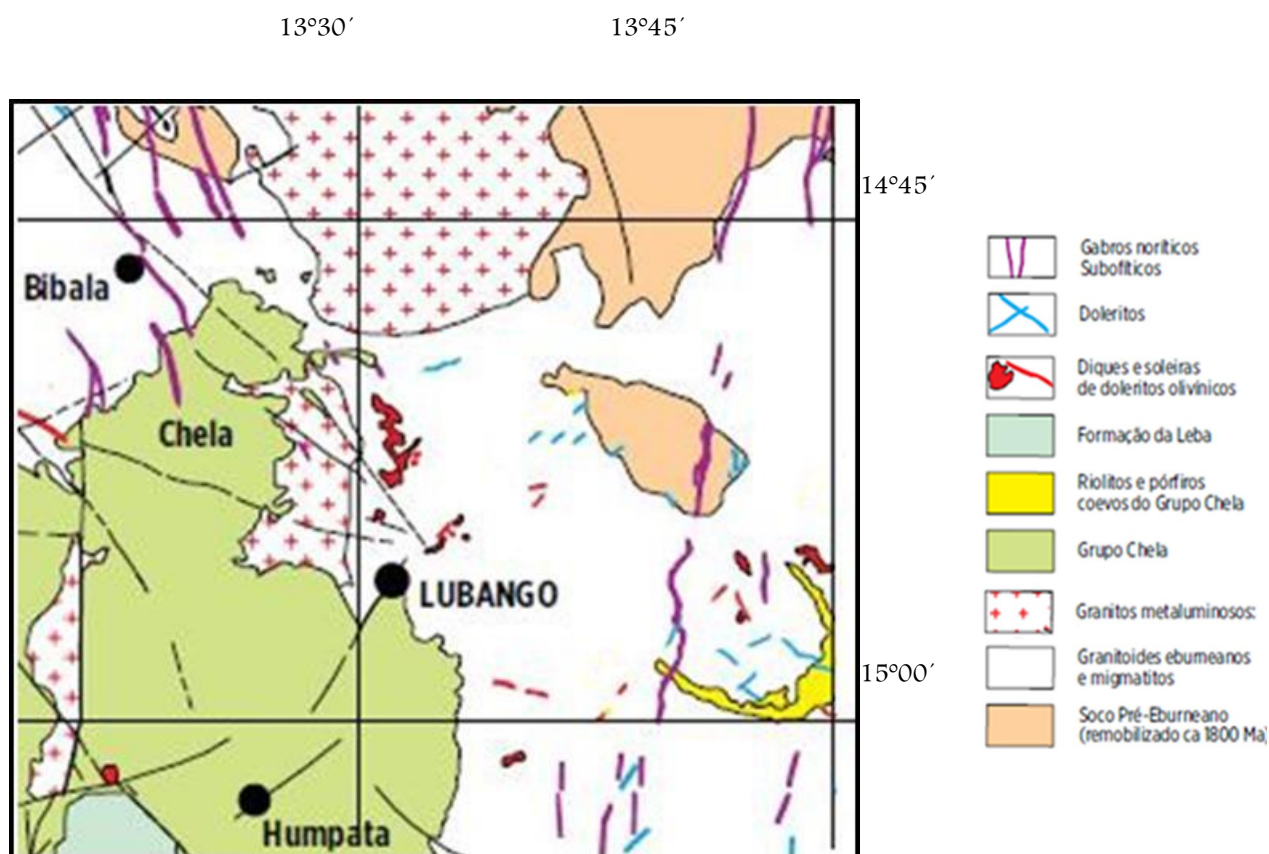 13°30´
13°45´
14°45´
Bibala
Chela
LUBANGO
15°00´
Humpata
Gabros noríticos
Subofíticos
Doleritos
Diques e soleiras
de doleritos olivínicos
Formação da Leba
Riolitos e pórfiros
coevos do Grupo Chela
Grupo Chela
Granitos metaluminosos:
Granitoides eburneanos
e migmatitos
Soco Pré-Eburneano
(remobilizado ca 1800 Ma)